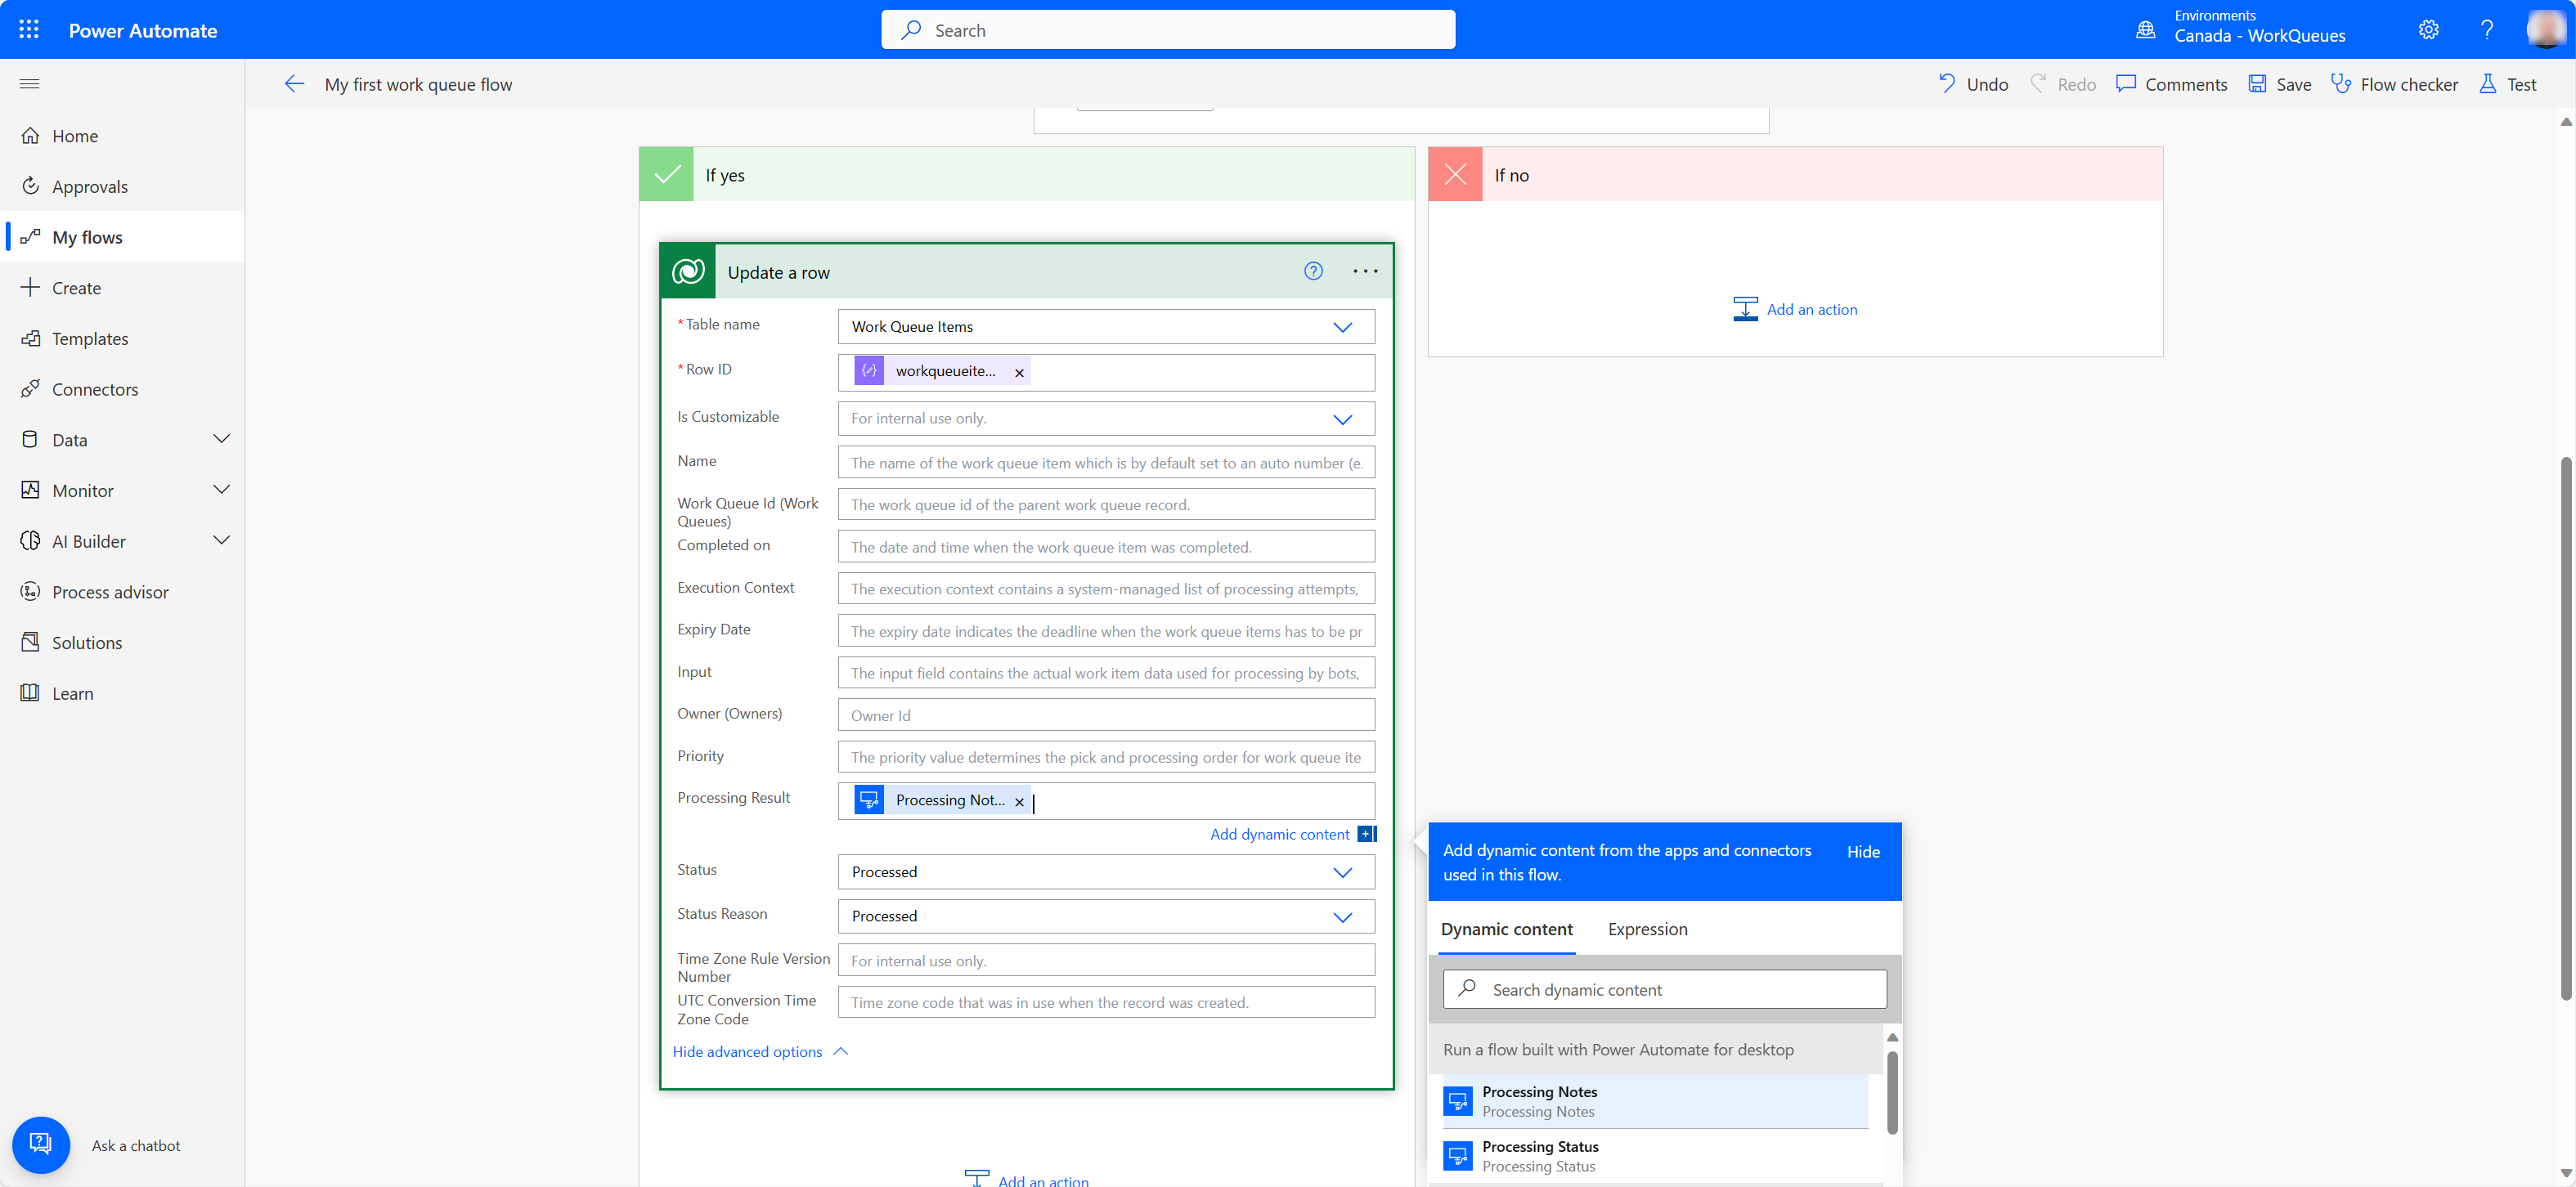 Power Automate
Search
Environments
Canada - WorkQueues
My first work queue flow
Undo
Redo
Comments
Save
Flow checker
Test
Home
Approvals
My flows
Create
Templates
Connectors
Data
Monitor
AI Builder
Process advisor
Solutions
Learn
Ask a chatbot
If yes
If no
Add an action
Update a row
* Table name
Work Queue Items
* Row ID
workqueueite...
Is Customizable
For internal use only.
Name
The name of the work queue item which is by default set to an auto number (e.
Work Queue Id (Work
Queues)
The work queue id of the parent work queue record.
Completed on
The date and time when the work queue item was completed.
Execution Context
The execution context contains a system-managed list of processing attempts,
Expiry Date
The expiry date indicates the deadline when the work queue items has to be pr
Input
The input field contains the actual work item data used for processing by bots,
Owner (Owners)
Owner Id
Priority
The priority value determines the pick and processing order for work queue ite
Processing Result
Processing Not...
Add dynamic content
Status
Processed
Status Reason
Processed
Time Zone Rule Version
Number
For internal use only.
UTC Conversion Time
Zone Code
Time zone code that was in use when the record was created.
Hide advanced options
Add an action
Add dynamic content from the apps and connectors
used in this flow.
Hide
Dynamic content
Expression
Search dynamic content
Run a flow built with Power Automate for desktop
Processing Notes
Processing Notes
Processing Status
Processing Status